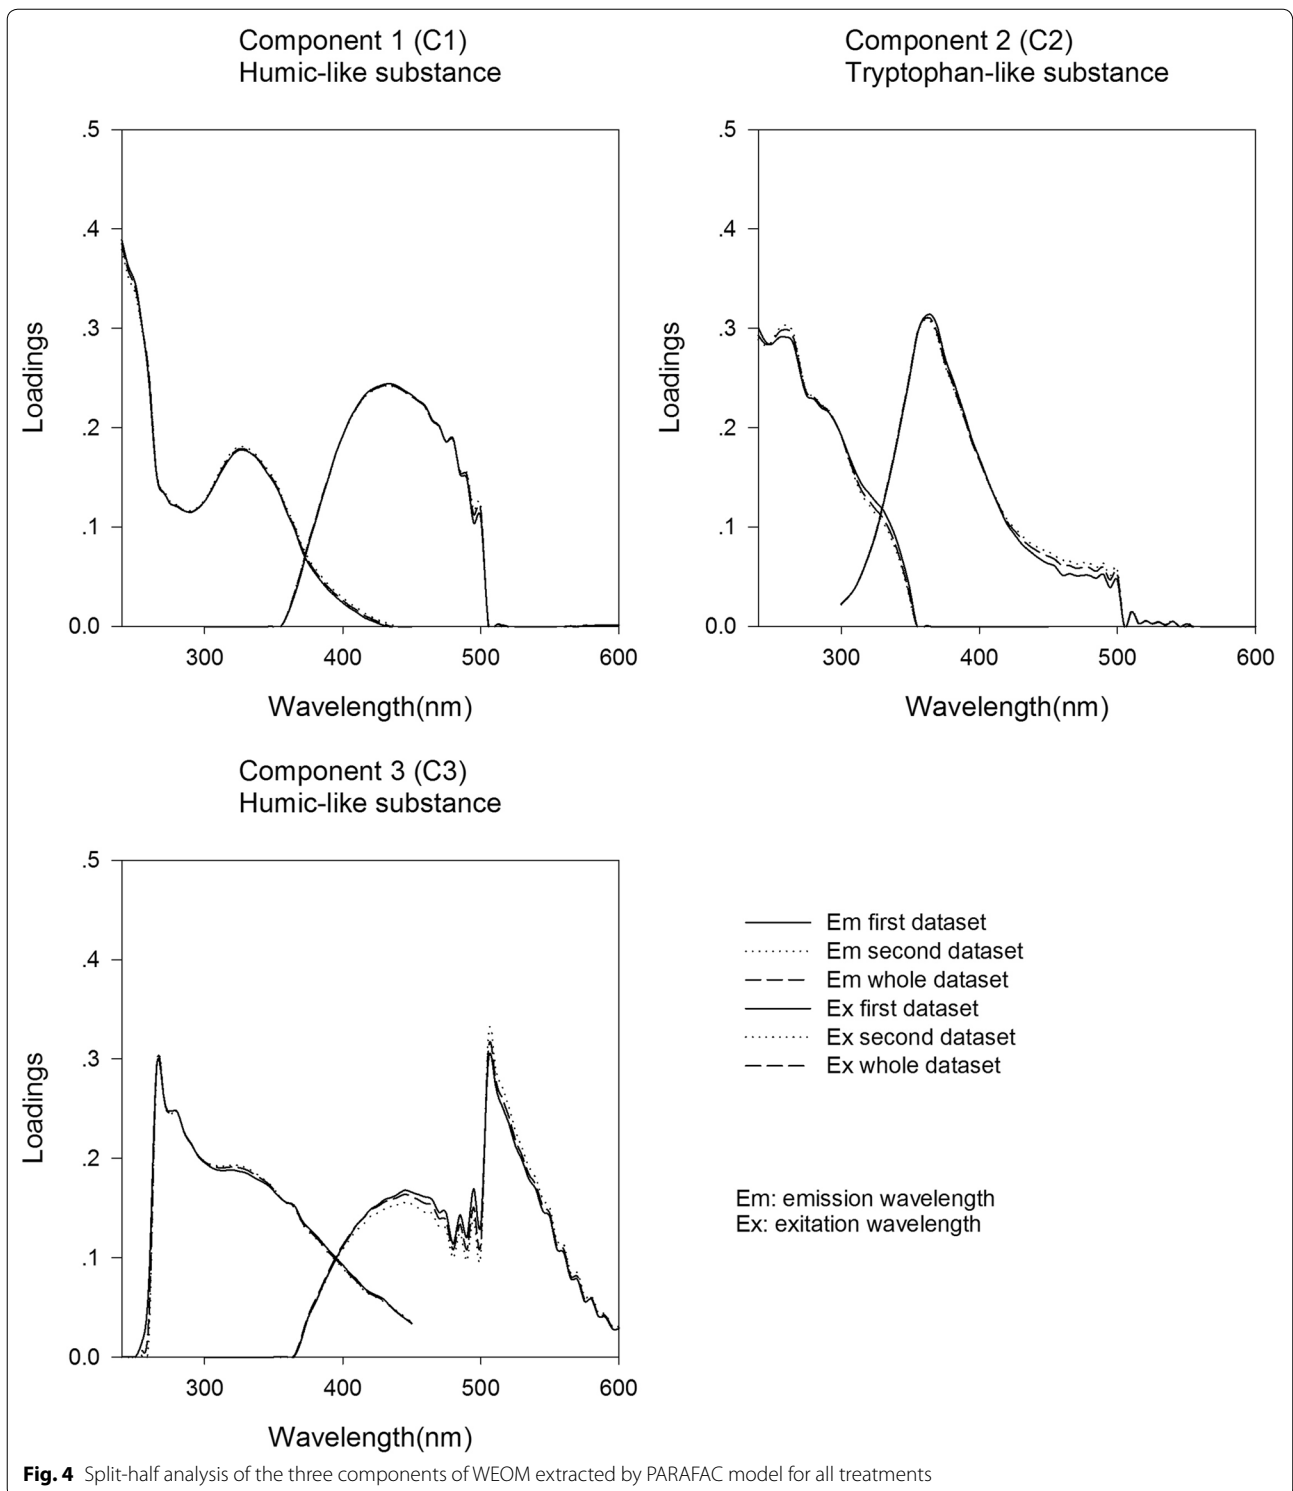 Component 1 (C1)
Humic-like substance
.5
.4
.3
.2
.1
0.0
Loadings
300 400 500 600
Wavelength(nm)
Component 2 (C2)
Tryptophan-like substance
.5
.4
.3
.2
.1
0.0
Loadings
300 400 500 600
Wavelength(nm)
Component 3 (C3)
Humic-like substance
.5
.4
.3
.2
.1
0.0
Loadings
300 400 500 600
Wavelength(nm)
Em first dataset
Em second dataset
Em whole dataset
Ex first dataset
Ex second dataset
Ex whole dataset
Em: emission wavelength
Ex: exitation wavelength
Fig. 4 Split-half analysis of the three components of WEOM extracted by PARAFAC model for all treatments